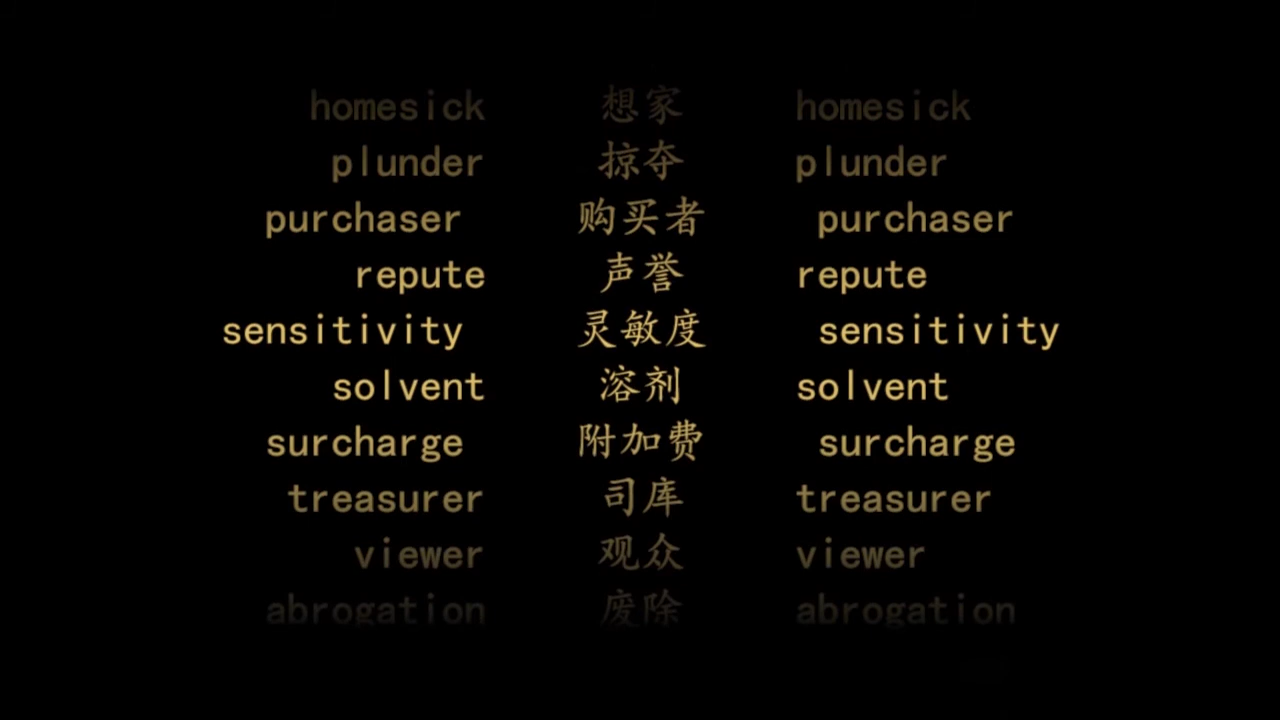 homesick 想家 homesick
plunder 掠夺 plunder
purchaser 购买者 purchaser
repute 声誉 repute
sensitivity 灵敏度 sensitivity
solvent 溶剂 solvent
surcharge 附加费 surcharge
treasurer 司库 treasurer
viewer 观众 viewer
abrogation 废除 abrogation